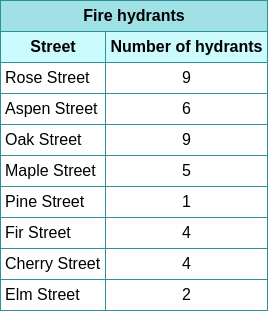 Fire hydrants
Street Number of hydrants
Rose Street 9
Aspen Street 6
Oak Street 9
Maple Street 5
Pine Street 1
Fir Street 4
Cherry Street 4
Elm Street 2